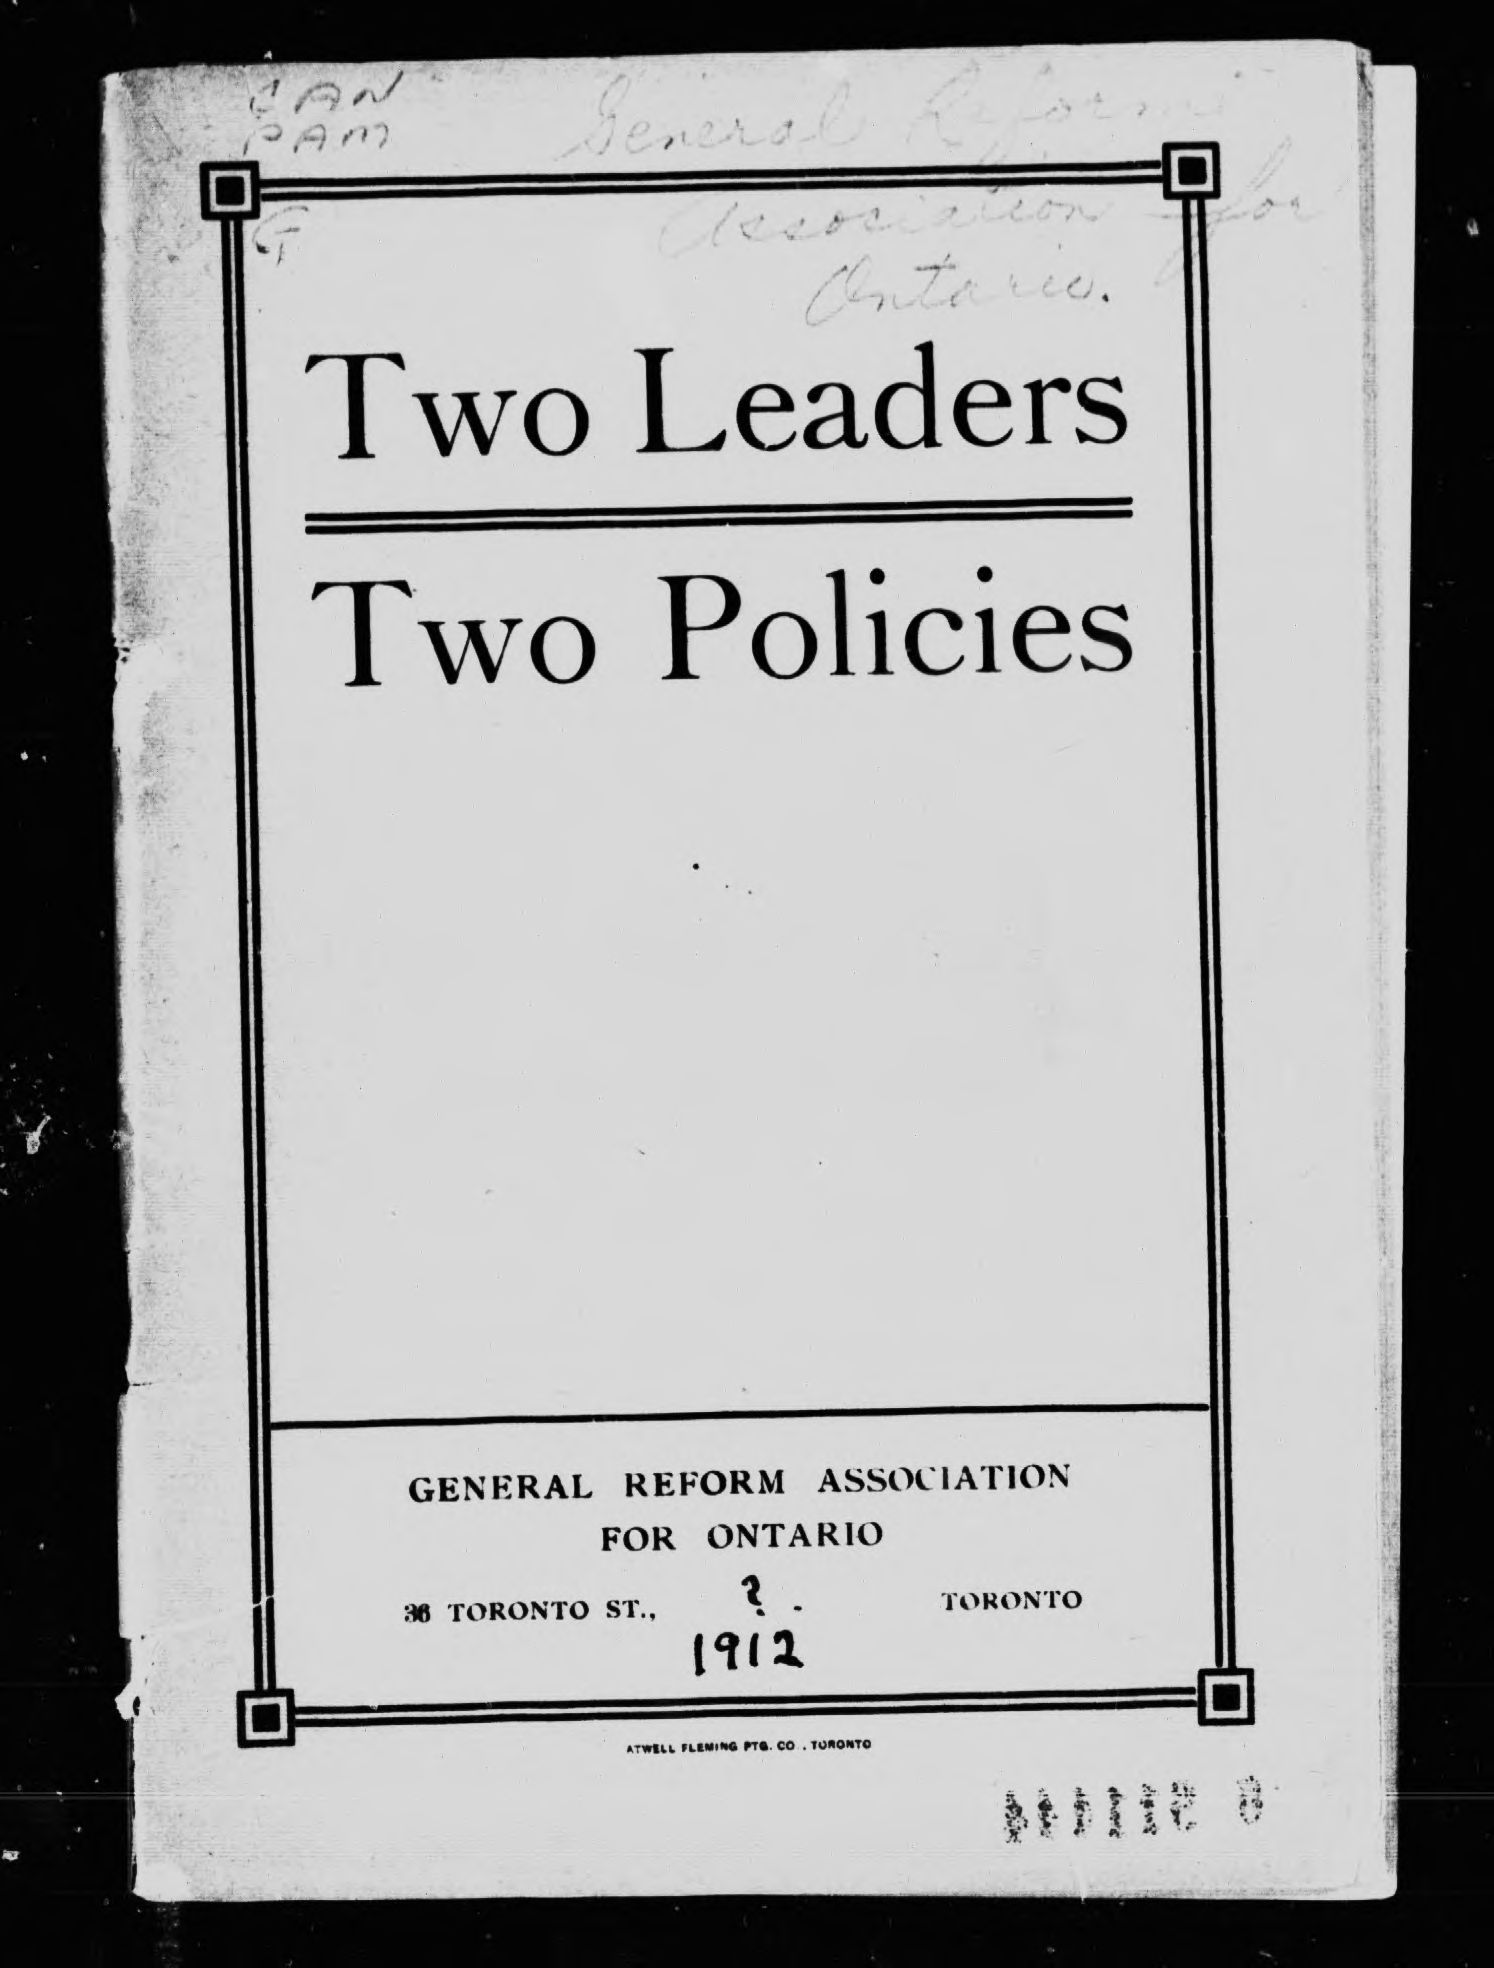 CAN
PAM
G
General Reform
Association for
Ontario.
Two Leaders
Two Policies
GENERAL REFORM ASSOCIATION
FOR ONTARIO
36 TORONTO ST., ? TORONTO
1912
ATWELL FLEMING PTG. CO., TORONTO